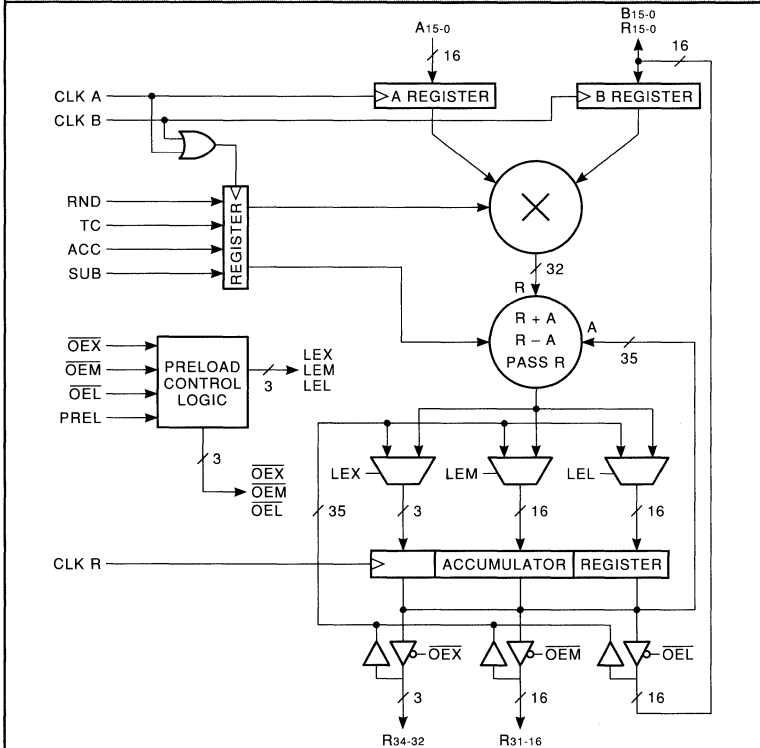 A15-0
B15-0
R15-0
16
16
CLK A
A REGISTER
B REGISTER
CLK B
RND
TC
ACC
SUB
REGISTER
32
R
R + A
R – A
PASS R
A
35
OEX
OEM
OEL
PREL
PRELOAD
CONTROL
LOGIC
3
LEX
LEM
LEL
3
OEX
OEM
OEL
LEX
LEM
LEL
35
3
16
16
CLK R
ACCUMULATOR
REGISTER
OEX
OEM
OEL
3
16
16
R34-32
R31-16